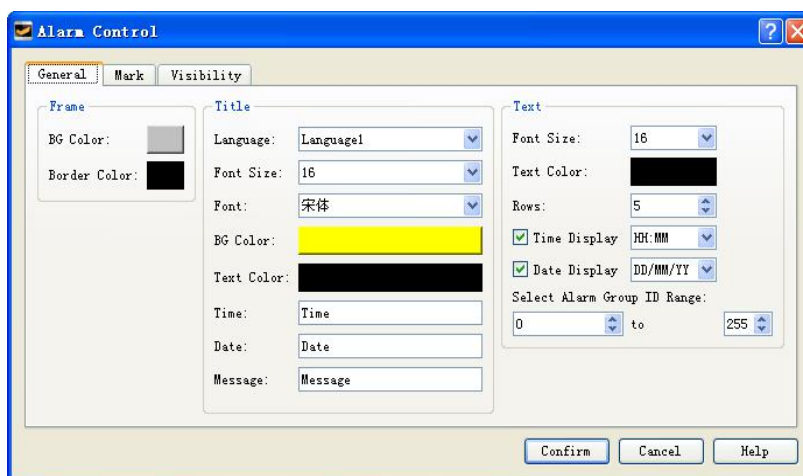 Alarm Control
General Mark Visibility
Frame
BG Color:
Border Color:
Title
Language: Language1
Font Size: 16
Font: 宋体
BG Color:
Text Color:
Time: Time
Date: Date
Message: Message
Text
Font Size: 16
Text Color:
Rows: 5
Time Display HH:MM
Date Display DD/MM/YY
Select Alarm Group ID Range:
0 to 255
Confirm Cancel Help